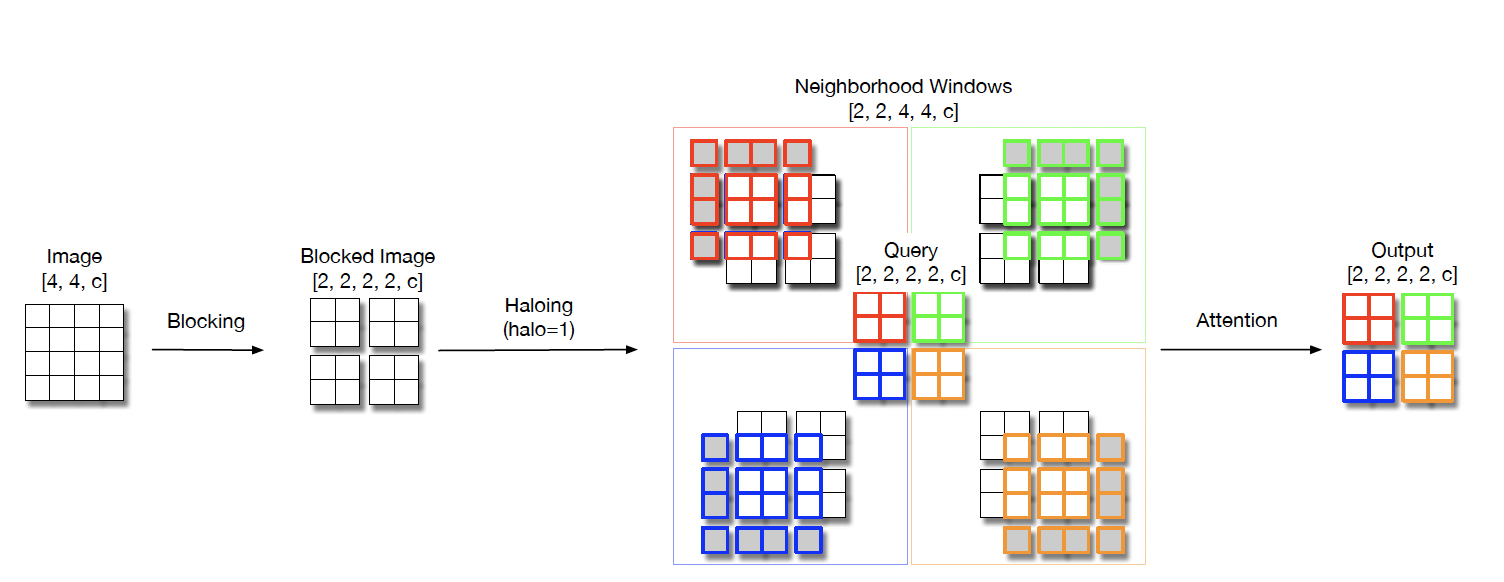 Image
[4, 4, c]
Blocking
Blocked Image
[2, 2, 2, 2, c]
Haloing
(halo=1)
Neighborhood Windows
[2, 2, 4, 4, c]
Query
[2, 2, 2, 2, c]
Attention
Output
[2, 2, 2, 2, c]